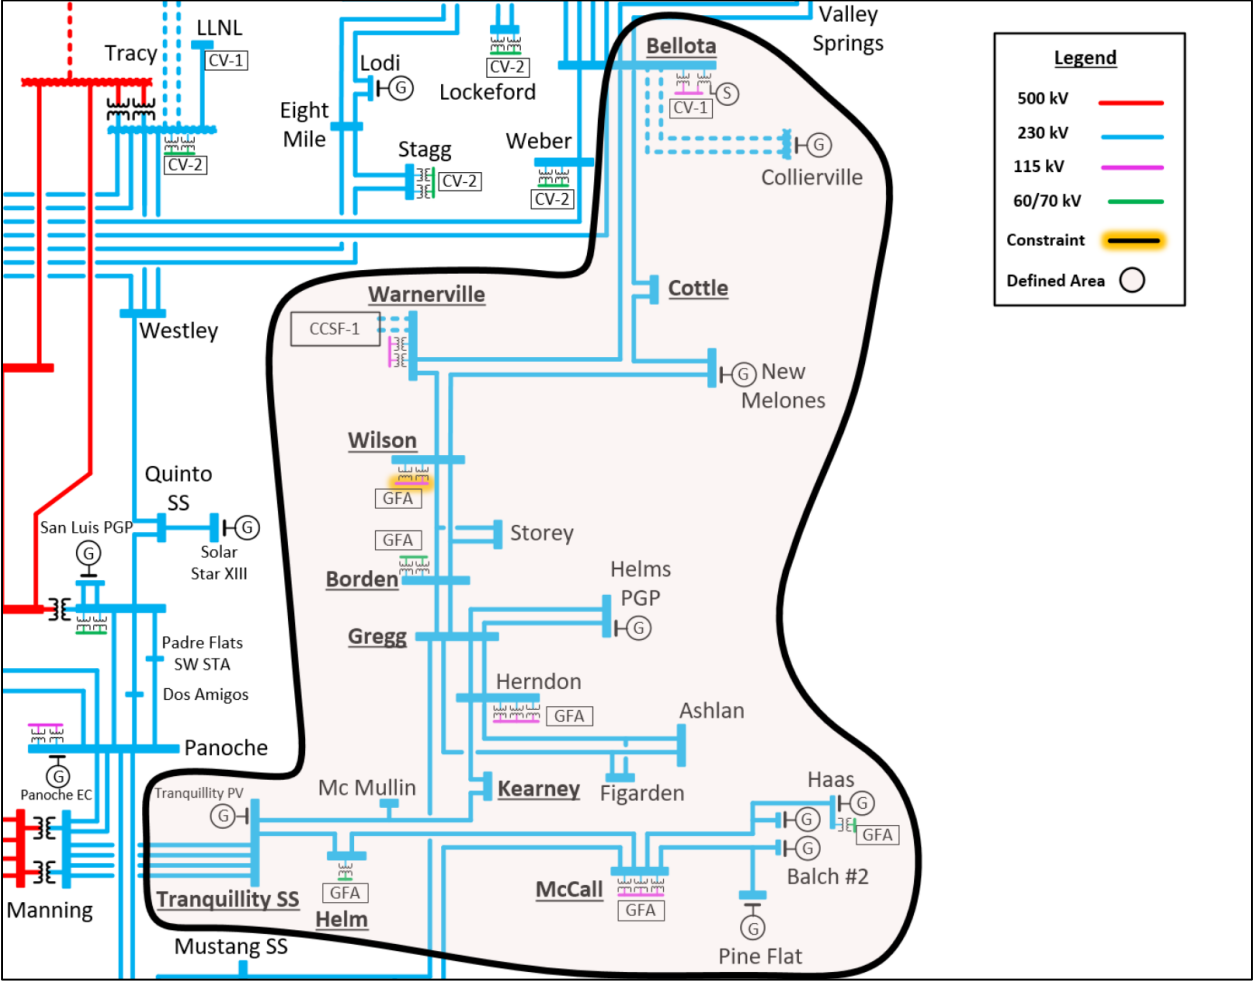 Valley
Springs
LLNL
Tracy
CV-1
Lodi
G
CV-2
Lockeford
Bellota
S
CV-1
Legend
500 kV
230 kV
115 kV
60/70 kV
Constraint
Defined Area
Eight
Mile
Weber
Stagg
CV-2
CV-2
CV-2
G
Collierville
Warnerville
Cottle
CCSF-1
Westley
G
New
Melones
Wilson
GFA
Quinto
SS
San Luis PGP
G
G
Solar
Star XIII
GFA
Storey
Borden
Helms
PGP
G
Gregg
Padre Flats
SW STA
Dos Amigos
Herndon
GFA
Ashlan
Panoche
G
Panoche EC
Mc Mullin
Kearney
Figarden
Haas
Tranquillity PV
G
G
G
GFA
G
Balch #2
McCall
GFA
GFA
Helm
Tranquillity SS
Manning
Mustang SS
G
Pine Flat